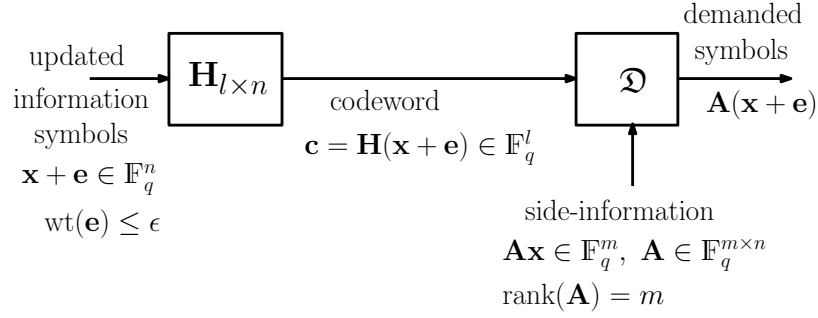 updated
information
symbols
x + e ∈ 𝔽_q^n
wt(e) ≤ ϵ
H_{l×n}
codeword
c = H(x + e) ∈ 𝔽_q^l
𝔇
demanded
symbols
A(x + e)
side-information
Ax ∈ 𝔽_q^m, A ∈ 𝔽_q^{m×n}
rank(A) = m